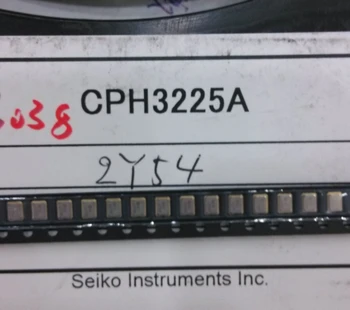 .038 CPH3225A
2Y54
Seiko Instruments Inc.